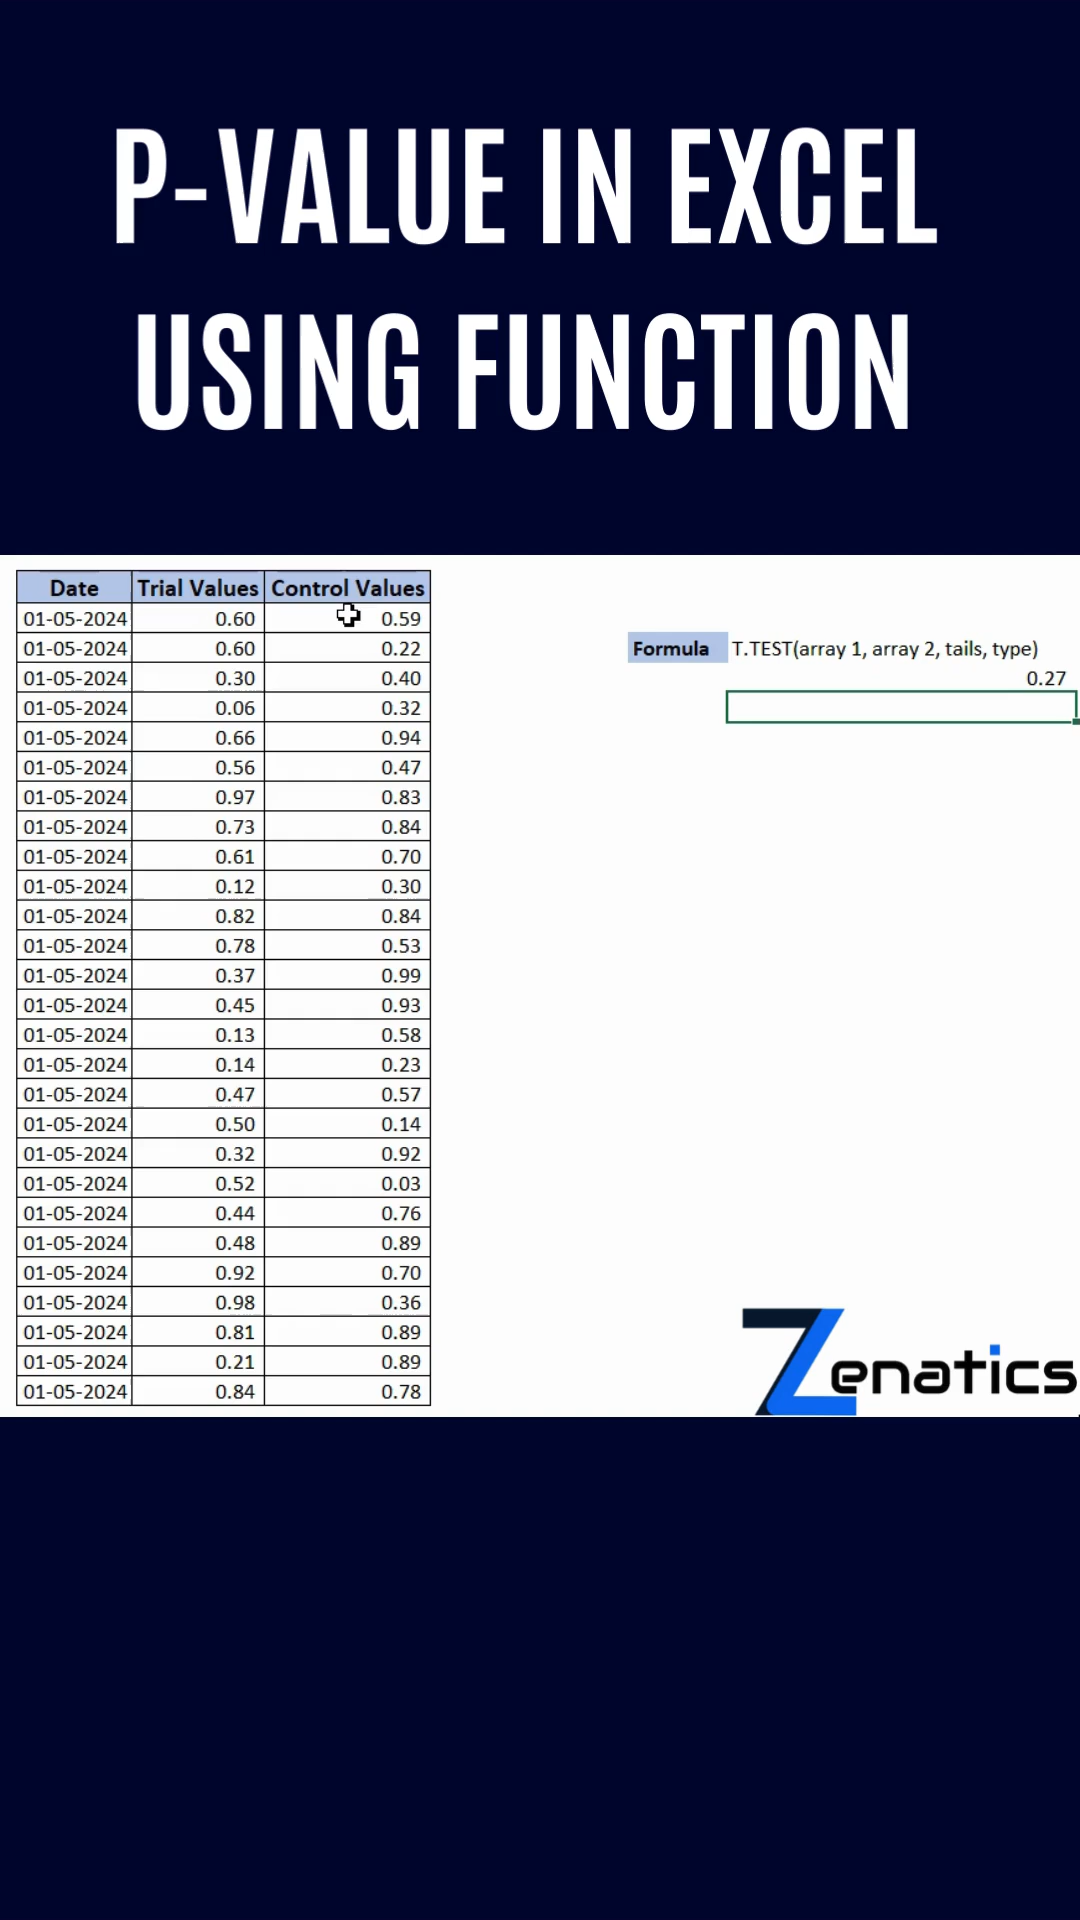 P-VALUE IN EXCEL
USING FUNCTION
Date Trial Values Control Values
01-05-2024 0.60 0.59
01-05-2024 0.60 0.22
01-05-2024 0.30 0.40
01-05-2024 0.06 0.32
01-05-2024 0.66 0.94
01-05-2024 0.56 0.47
01-05-2024 0.97 0.83
01-05-2024 0.73 0.84
01-05-2024 0.61 0.70
01-05-2024 0.12 0.30
01-05-2024 0.82 0.84
01-05-2024 0.78 0.53
01-05-2024 0.37 0.99
01-05-2024 0.45 0.93
01-05-2024 0.13 0.58
01-05-2024 0.14 0.23
01-05-2024 0.47 0.57
01-05-2024 0.50 0.14
01-05-2024 0.32 0.92
01-05-2024 0.52 0.03
01-05-2024 0.44 0.76
01-05-2024 0.48 0.89
01-05-2024 0.92 0.70
01-05-2024 0.98 0.36
01-05-2024 0.81 0.89
01-05-2024 0.21 0.89
01-05-2024 0.84 0.78
Formula T.TEST(array 1, array 2, tails, type)
0.27
Zenatics